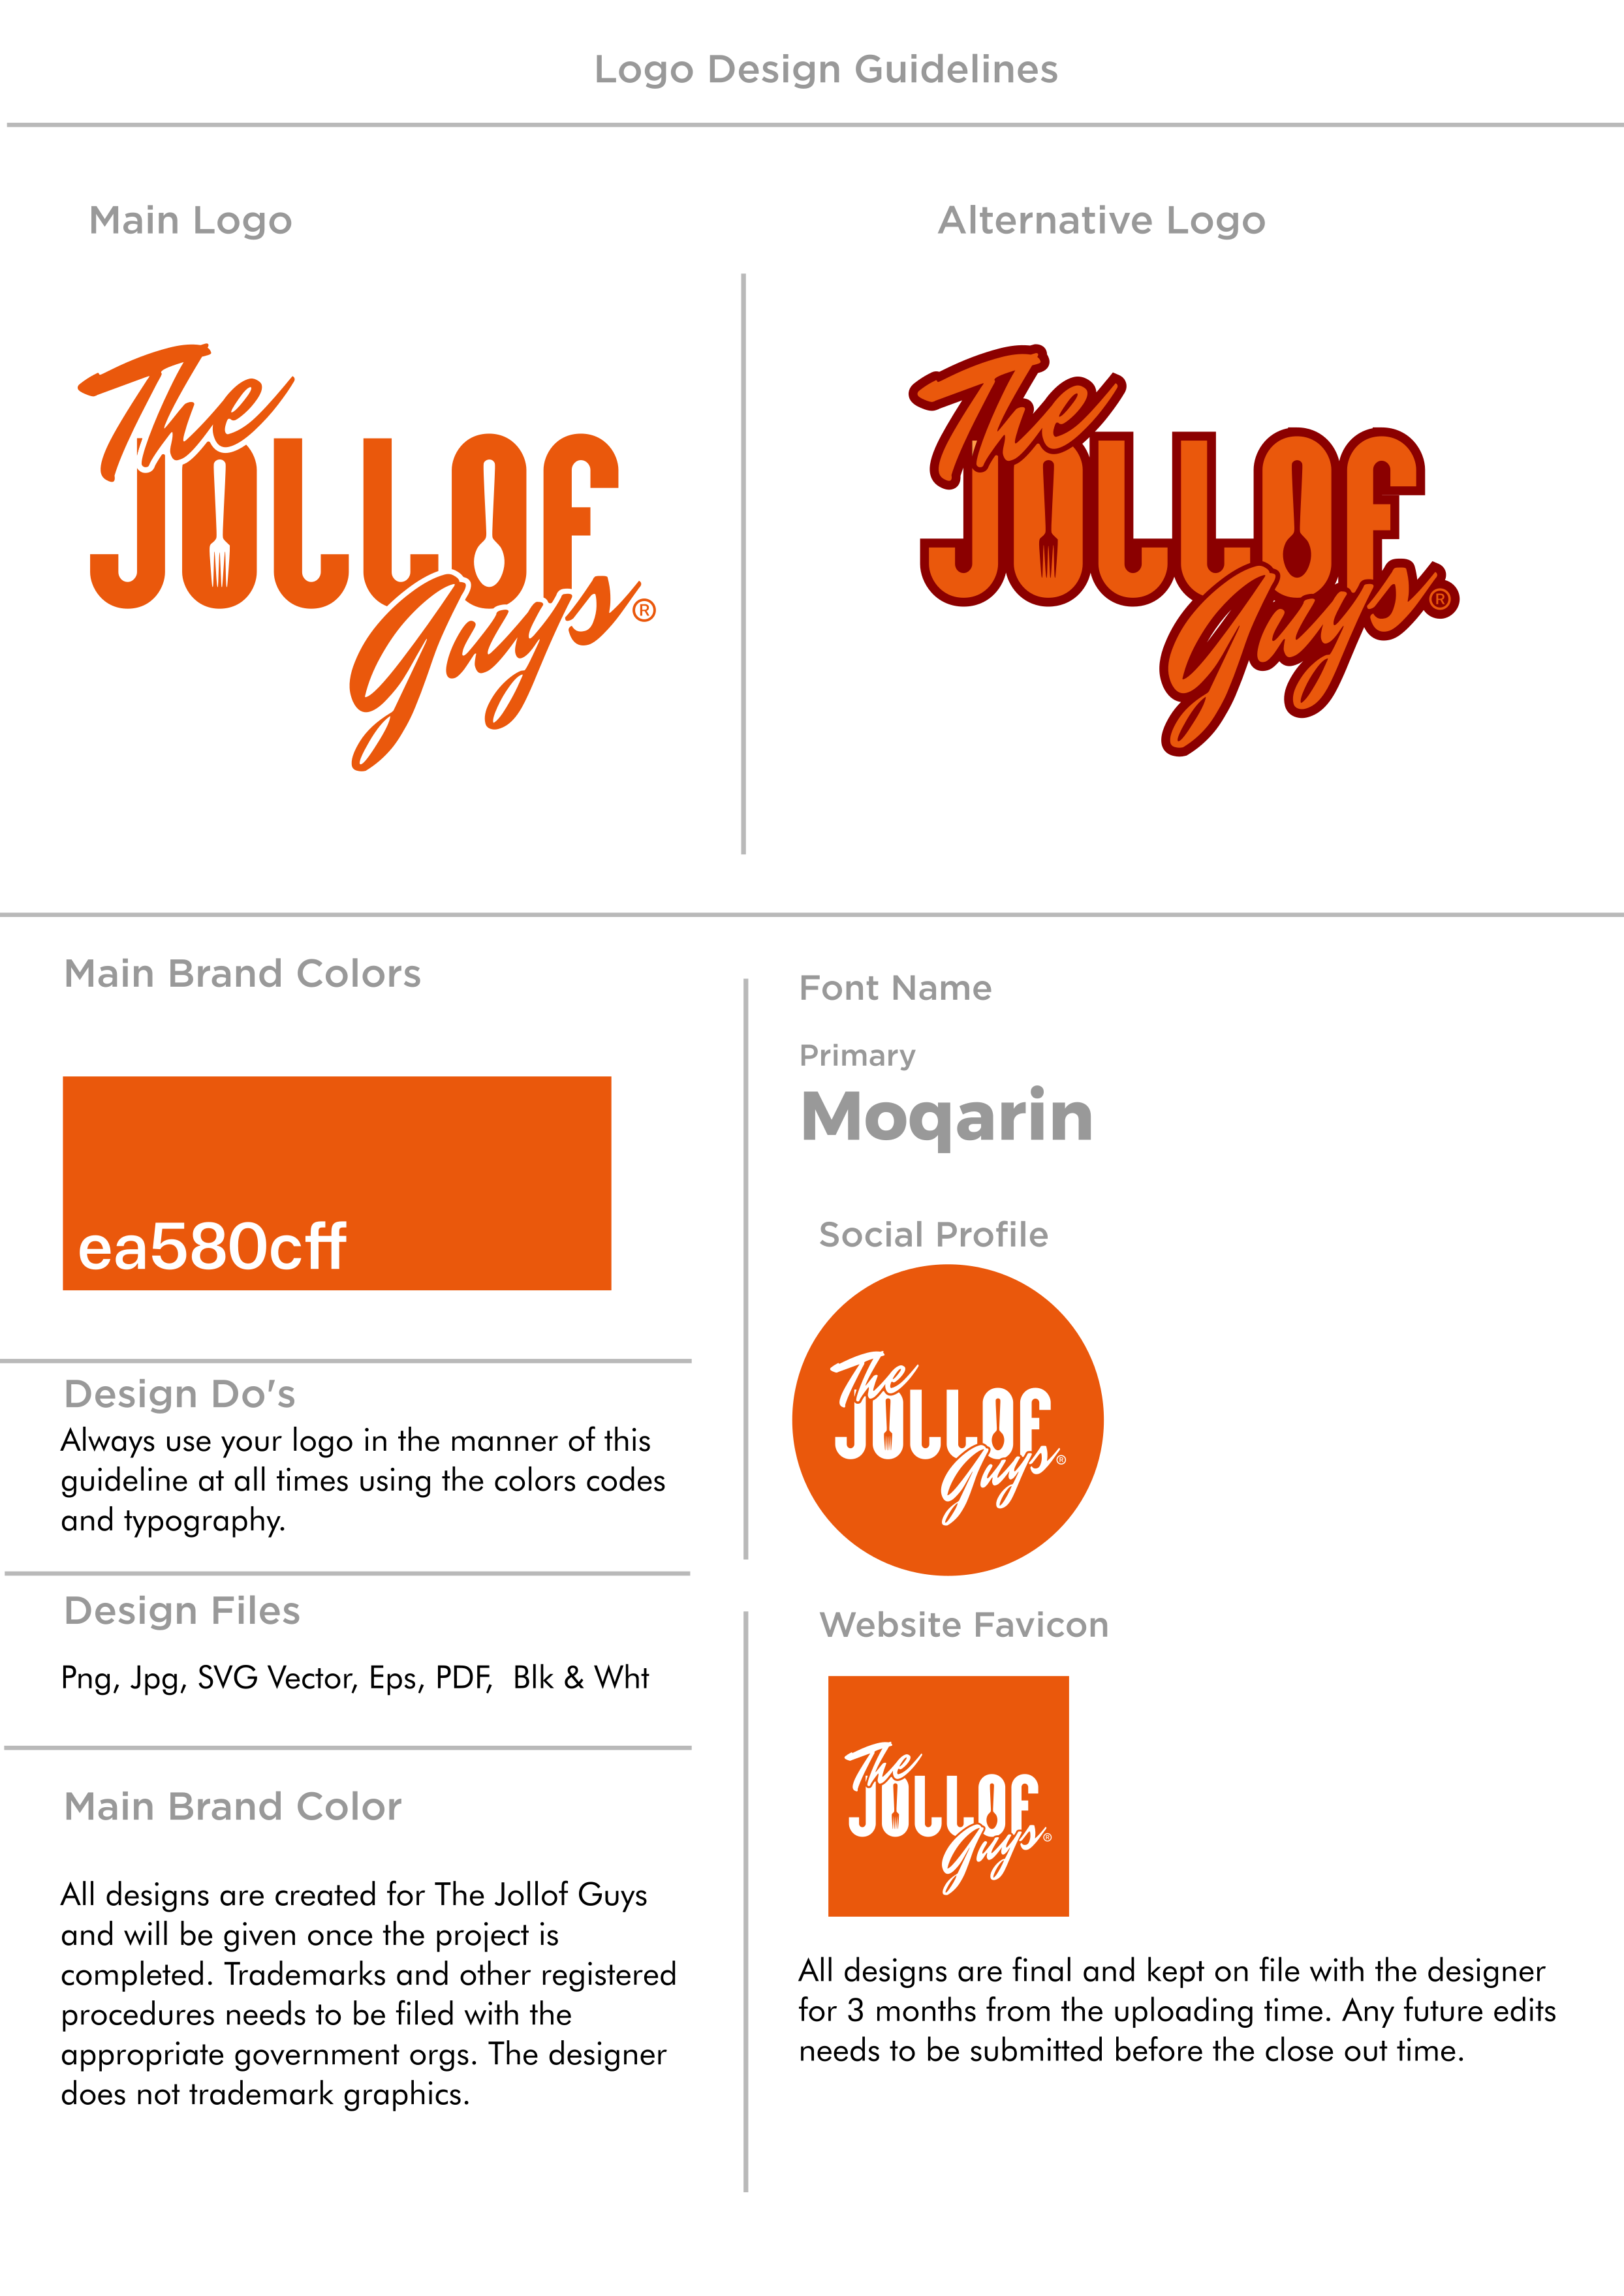 Logo Design Guidelines
Main Logo
The
JOLLOF
Guys®
Alternative Logo
The
JOLLOF
Guys®
Main Brand Colors
ea580cff
Design Do's
Always use your logo in the manner of this
guideline at all times using the colors codes
and typography.
Design Files
Png, Jpg, SVG Vector, Eps, PDF,  Blk & Wht
Main Brand Color
All designs are created for The Jollof Guys
and will be given once the project is
completed. Trademarks and other registered
procedures needs to be filed with the
appropriate government orgs. The designer
does not trademark graphics.
Font Name
Primary
Moqarin
Social Profile
The
JOLLOF
Guys®
Website Favicon
The
JOLLOF
Guys®
All designs are final and kept on file with the designer
for 3 months from the uploading time. Any future edits
needs to be submitted before the close out time.